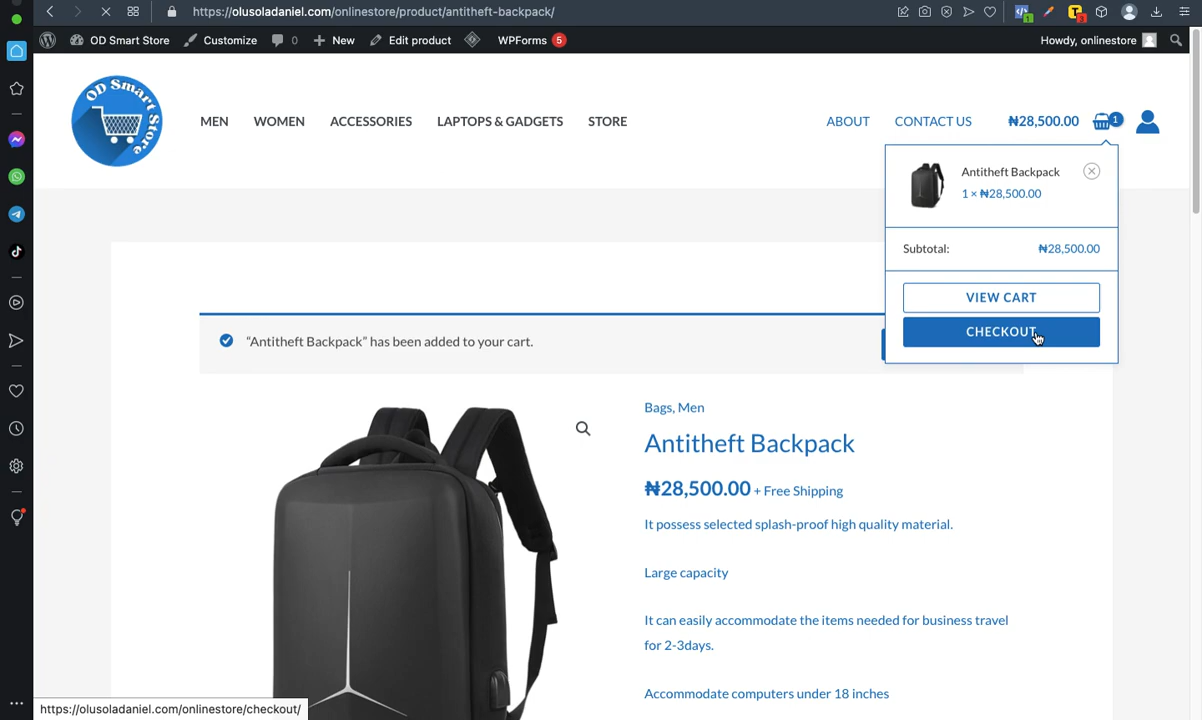 https://olusoladaniel.com/onlinestore/product/antitheft-backpack/
1
3
OD Smart Store
Customize
0
New
Edit product
WPForms 5
Howdy, onlinestore
OD Smart Store
MEN
WOMEN
ACCESSORIES
LAPTOPS & GADGETS
STORE
ABOUT
CONTACT US
₦28,500.00
1
Antitheft Backpack
1 × ₦28,500.00
Subtotal:
₦28,500.00
VIEW CART
CHECKOUT
“Antitheft Backpack” has been added to your cart.
Bags, Men
Antitheft Backpack
₦28,500.00 + Free Shipping
It possess selected splash-proof high quality material.
Large capacity
It can easily accommodate the items needed for business travel
for 2-3days.
Accommodate computers under 18 inches
https://olusoladaniel.com/onlinestore/checkout/